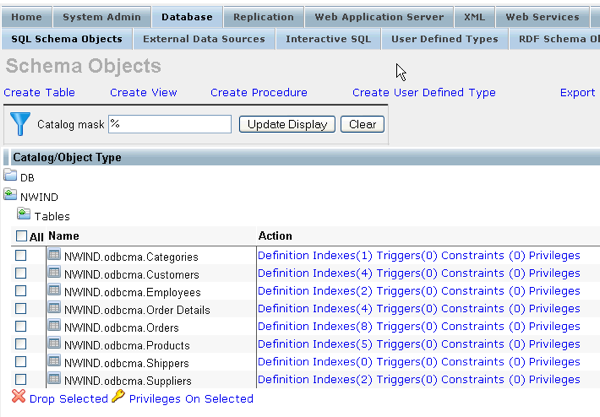 Home System Admin Database Replication Web Application Server XML Web Services
SQL Schema Objects External Data Sources Interactive SQL User Defined Types RDF Schema O
Schema Objects
Create Table Create View Create Procedure Create User Defined Type Export
Catalog mask % Update Display Clear
Catalog/Object Type
DB
NWIND
Tables
All Name Action
NWIND.odbcma.Categories Definition Indexes(1) Triggers(0) Constraints (0) Privileges
NWIND.odbcma.Customers Definition Indexes(4) Triggers(0) Constraints (0) Privileges
NWIND.odbcma.Employees Definition Indexes(2) Triggers(0) Constraints (0) Privileges
NWIND.odbcma.Order Details Definition Indexes(4) Triggers(0) Constraints (0) Privileges
NWIND.odbcma.Orders Definition Indexes(8) Triggers(0) Constraints (0) Privileges
NWIND.odbcma.Products Definition Indexes(5) Triggers(0) Constraints (0) Privileges
NWIND.odbcma.Shippers Definition Indexes(0) Triggers(0) Constraints (0) Privileges
NWIND.odbcma.Suppliers Definition Indexes(2) Triggers(0) Constraints (0) Privileges
Drop Selected Privileges On Selected